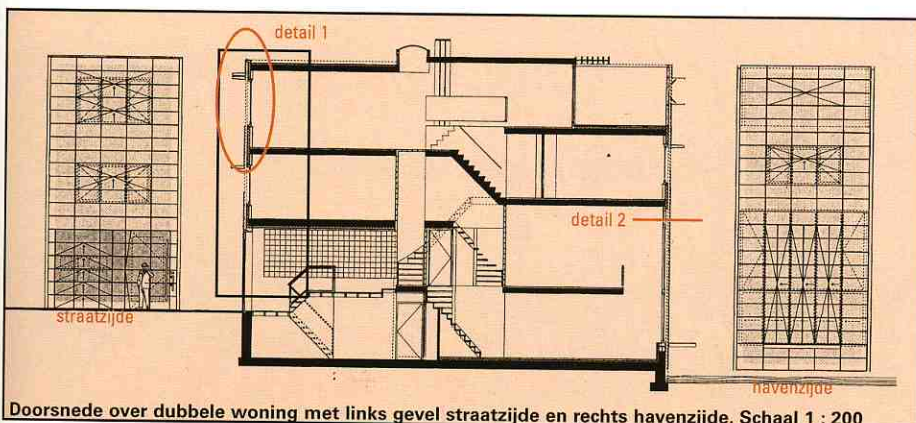 detail 1
detail 2
straatzijde
havenzijde
Doorsnede over dubbele woning met links gevel straatzijde en rechts havenzijde. Schaal 1 : 200